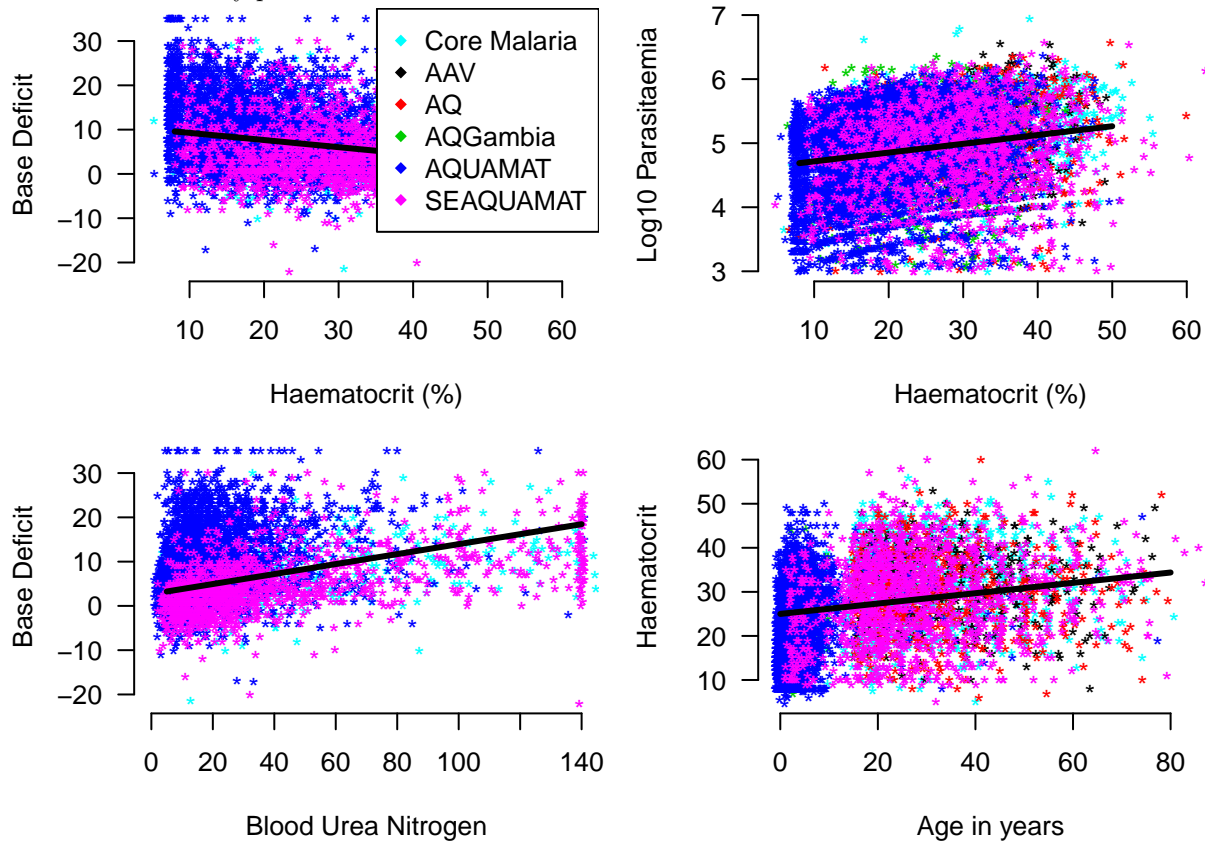 30
20
10
0
−10
−20
Base Deficit
10 20 30 40 50 60
Haematocrit (%)
Core Malaria
AAV
AQ
AQGambia
AQUAMAT
SEAQUAMAT
7
6
5
4
3
Log10 Parasitaemia
10 20 30 40 50 60
Haematocrit (%)
30
20
10
0
−10
−20
Base Deficit
0 20 40 60 80 100 140
Blood Urea Nitrogen
60
50
40
30
20
10
Haematocrit
0 20 40 60 80
Age in years